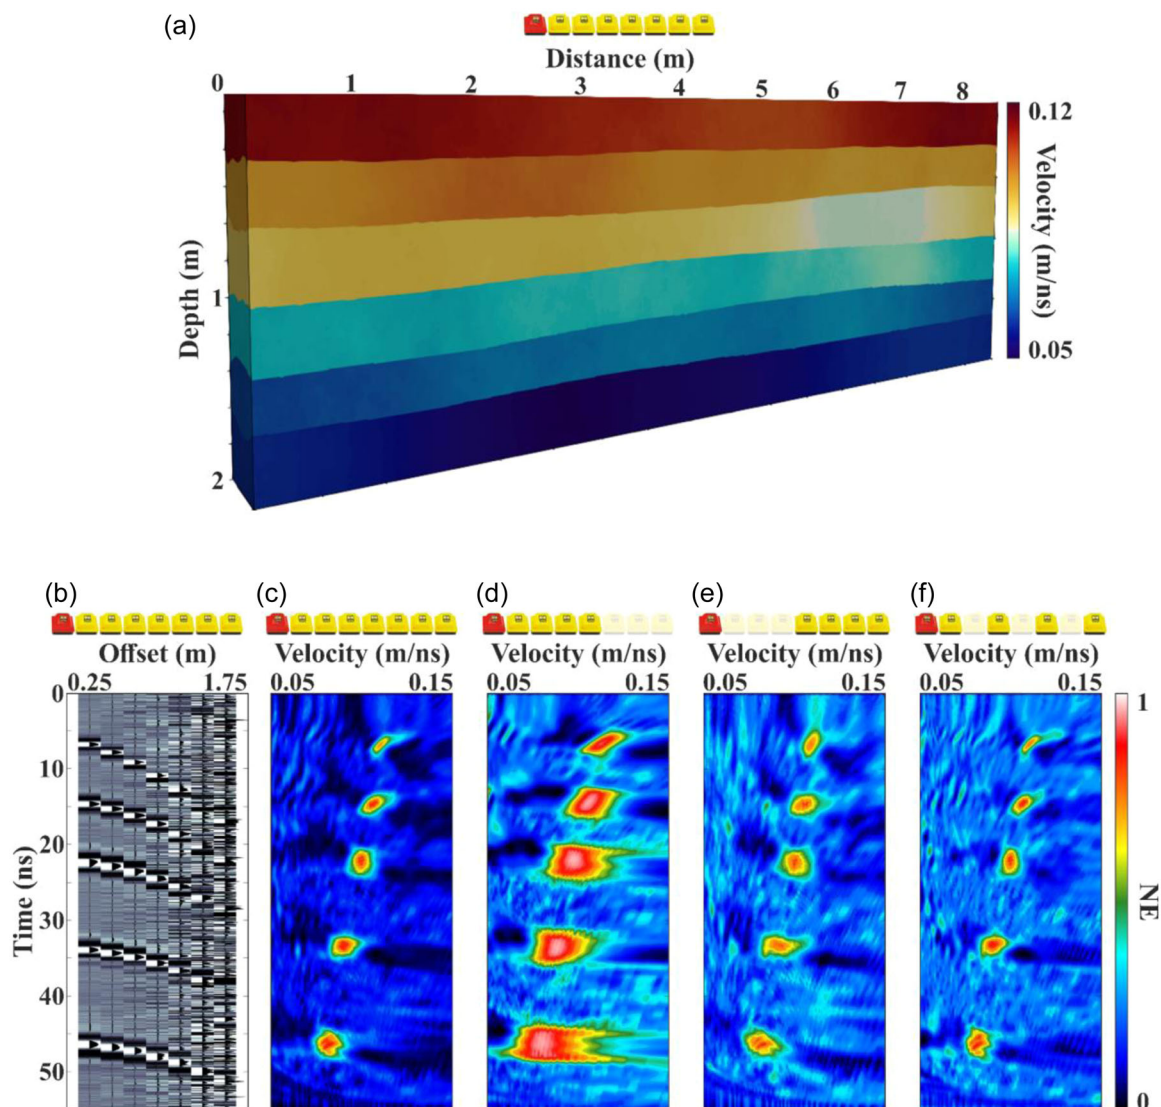 (a)
Distance (m)
0 1 2 3 4 5 6 7 8
0.12
Velocity (m/ns)
0.05
Depth (m)
1
2
(b) (c) (d) (e) (f)
Offset (m) Velocity (m/ns) Velocity (m/ns) Velocity (m/ns) Velocity (m/ns)
0.25 1.75 0.05 0.15 0.05 0.15 0.05 0.15 0.05 0.15
0
10
20
30
40
50
Time (ns)
1
NE
0